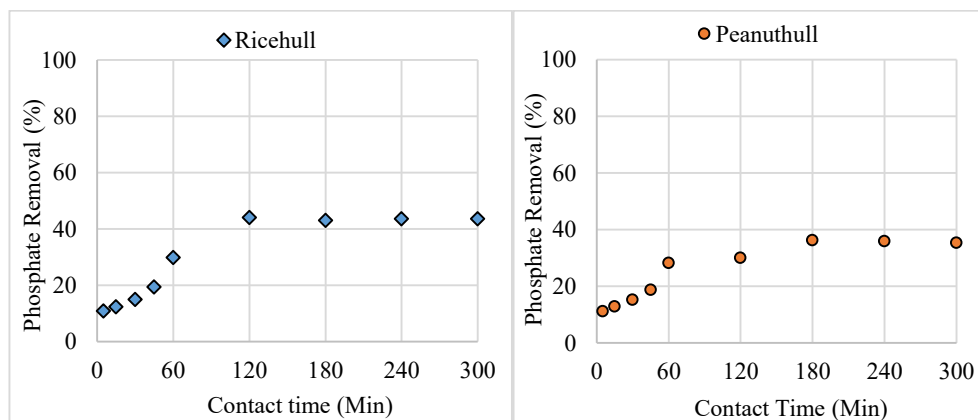 Ricehull
Phosphate Removal (%)
100
80
60
40
20
0
0 60 120 180 240 300
Contact time (Min)
Peanuthull
Phosphate Removal (%)
100
80
60
40
20
0
0 60 120 180 240 300
Contact Time (Min)